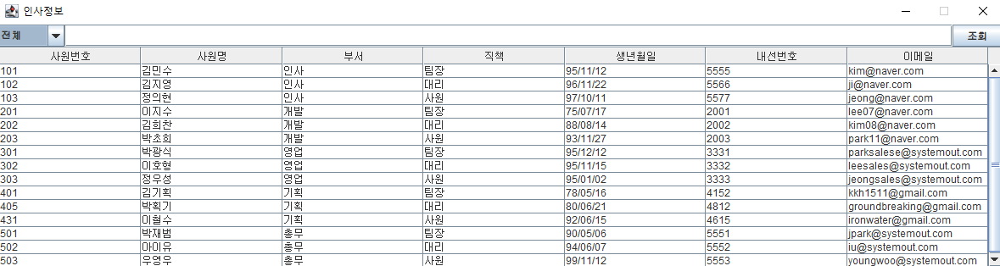 인사정보
전체 조회
사원번호 사원명 부서 직책 생년월일 내선번호 이메일
101 김민수 인사 팀장 95/11/12 5555 kim@naver.com
102 김지영 인사 대리 96/11/22 5566 ji@naver.com
103 정의현 인사 사원 97/10/11 5577 jeong@naver.com
201 이지수 개발 팀장 75/07/17 2001 lee07@naver.com
202 김희찬 개발 대리 88/08/14 2002 kim08@naver.com
203 박초희 개발 사원 93/11/27 2003 park11@naver.com
301 박광식 영업 팀장 95/12/12 3331 parksalese@systemout.com
302 이호형 영업 대리 95/11/15 3332 leesales@systemout.com
303 정우성 영업 사원 95/01/02 3333 jeongsales@systemout.com
401 김기획 기획 팀장 78/05/16 4152 kkh1511@gmail.com
405 박획기 기획 대리 80/06/21 4812 groundbreaking@gmail.com
431 이철수 기획 사원 92/06/15 4615 ironwater@gmail.com
501 박재범 총무 팀장 90/05/06 5551 jpark@systemout.com
502 아이유 총무 대리 94/06/07 5552 iu@systemout.com
503 우영우 총무 사원 99/11/12 5553 youngwoo@systemout.com